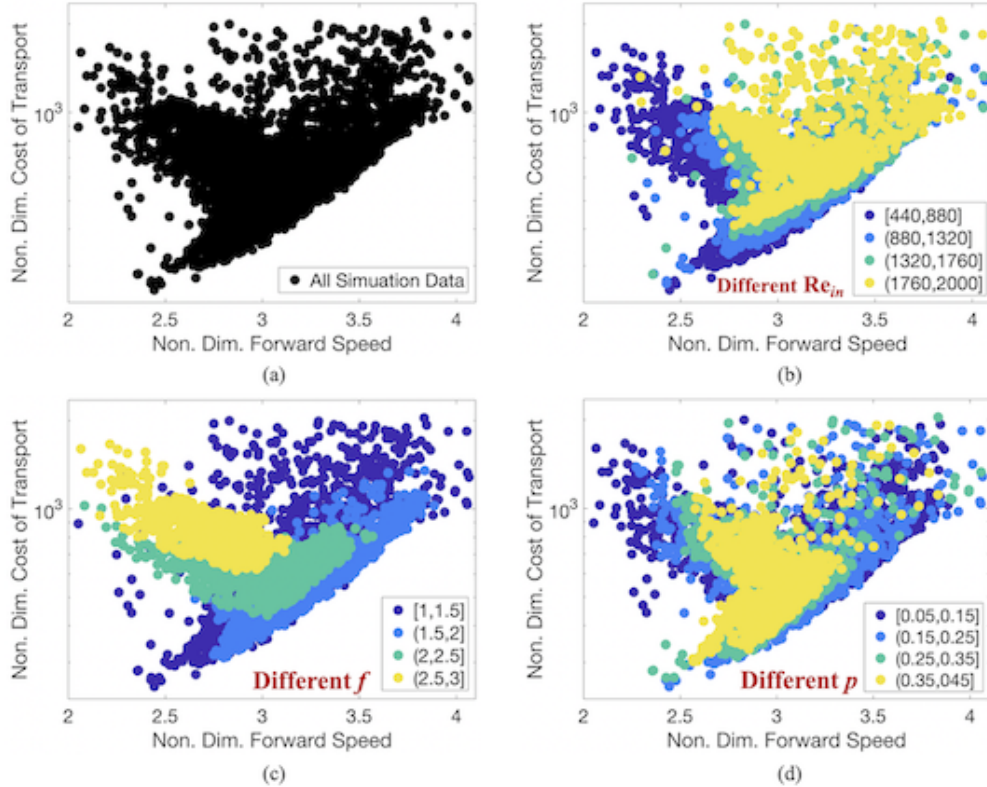 Non. Dim. Cost of Transport
10³
All Simuation Data
2 2.5 3 3.5 4
Non. Dim. Forward Speed
(a)
Non. Dim. Cost of Transport
10³
[440,880]
(880,1320]
(1320,1760]
(1760,2000]
Different Re_in
2 2.5 3 3.5 4
Non. Dim. Forward Speed
(b)
Non. Dim. Cost of Transport
10³
[1,1.5]
(1.5,2]
(2,2.5]
(2.5,3]
Different f
2 2.5 3 3.5 4
Non. Dim. Forward Speed
(c)
Non. Dim. Cost of Transport
10³
[0.05,0.15]
(0.15,0.25]
(0.25,0.35]
(0.35,045]
Different p
2 2.5 3 3.5 4
Non. Dim. Forward Speed
(d)